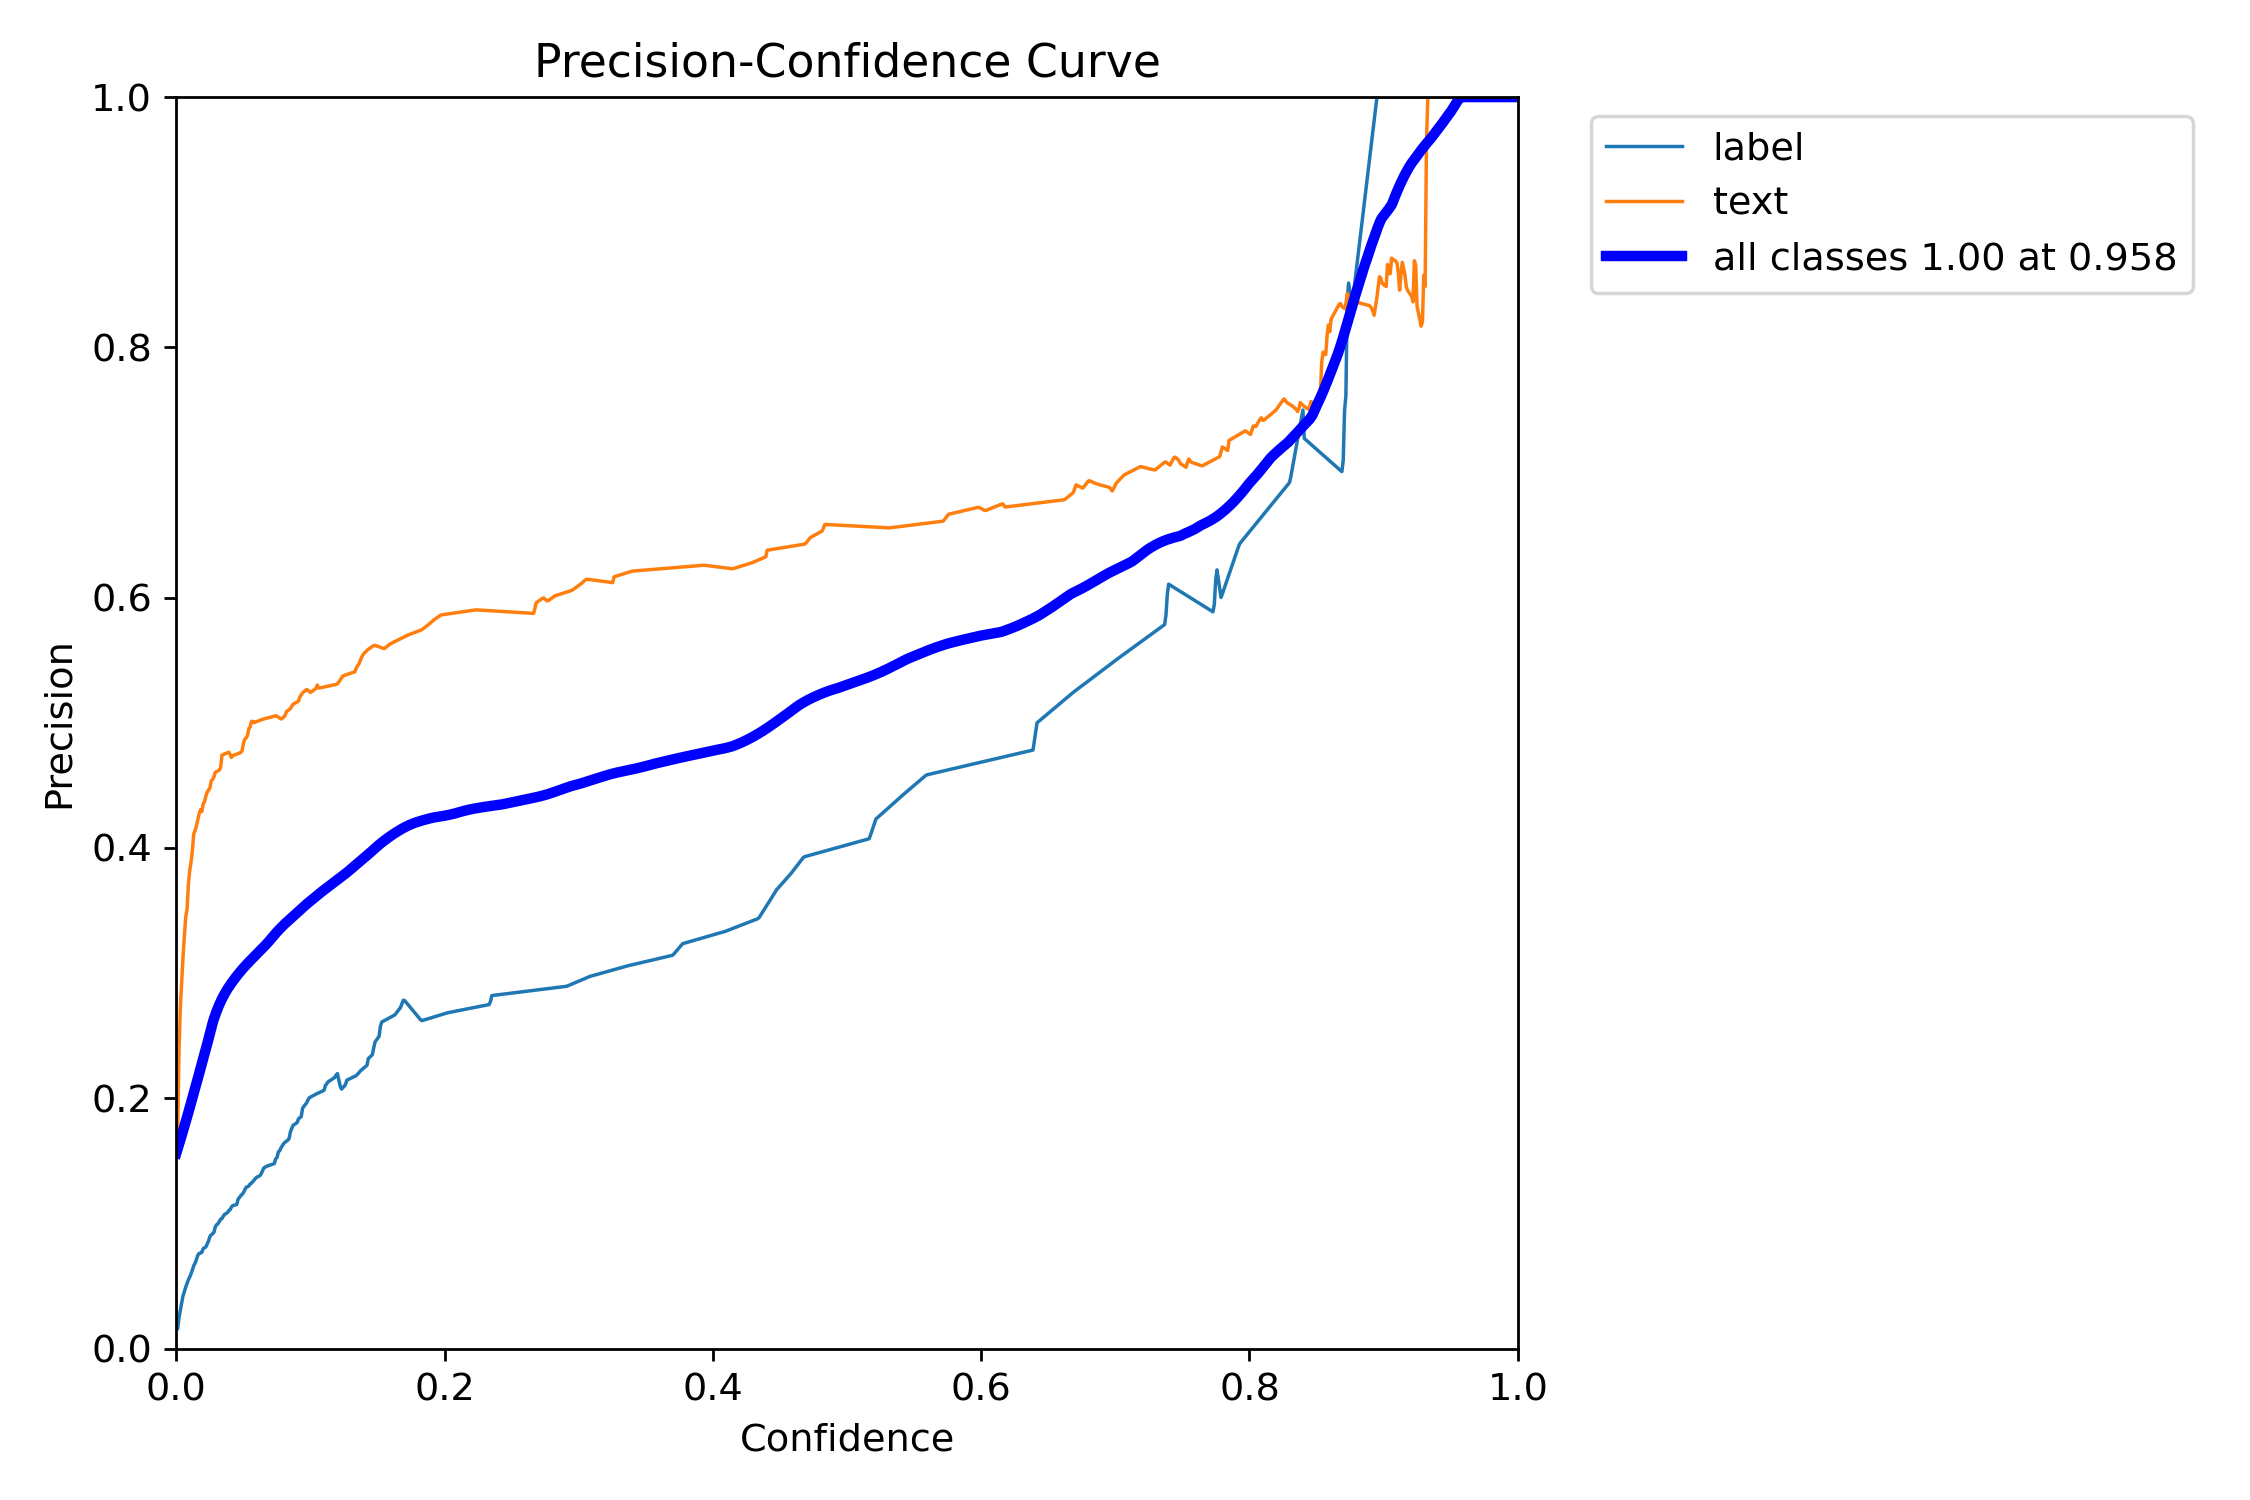 Precision-Confidence Curve
1.0
0.8
0.6
0.4
0.2
0.0
Precision
0.0 0.2 0.4 0.6 0.8 1.0
Confidence
label
text
all classes 1.00 at 0.958